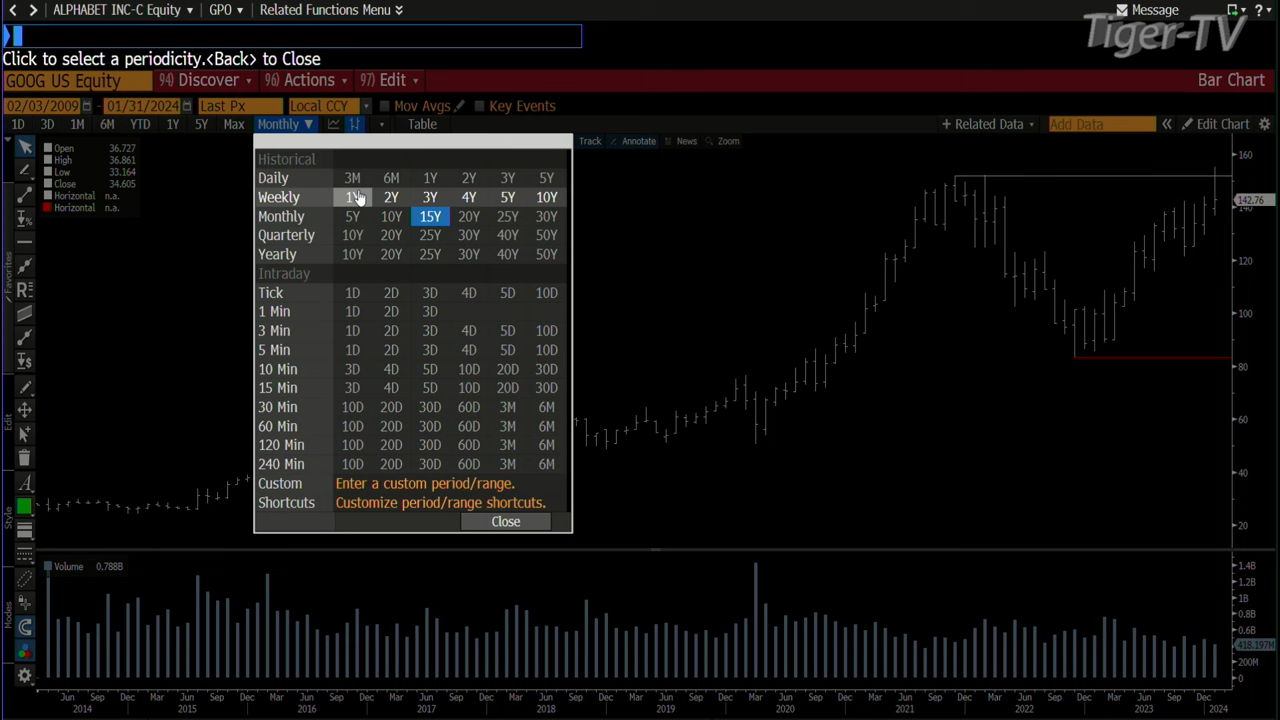 ALPHABET INC-C Equity GPO Related Functions Menu Message ?
Tiger-TV
Click to select a periodicity.<Back> to Close
GOOG US Equity 94) Discover 96) Actions 97) Edit Bar Chart
02/03/2009 01/31/2024 Last Px Local CCY Mov Avgs Key Events
1D 3D 1M 6M YTD 1Y 5Y Max Monthly ▼ Table + Related Data Add Data « Edit Chart
Track Annotate News Zoom
Open 36.727
High 36.861
Low 33.164
Close 34.605
Horizontal n.a.
Horizontal n.a.
Historical
Daily 3M 6M 1Y 2Y 3Y 5Y
Weekly 1Y 2Y 3Y 4Y 5Y 10Y
Monthly 5Y 10Y 15Y 20Y 25Y 30Y
Quarterly 10Y 20Y 25Y 30Y 40Y 50Y
Yearly 10Y 20Y 25Y 30Y 40Y 50Y
Intraday
Tick 1D 2D 3D 4D 5D 10D
1 Min 1D 2D 3D
3 Min 1D 2D 3D 4D 5D 10D
5 Min 1D 2D 3D 4D 5D 10D
10 Min 3D 4D 5D 10D 20D 30D
15 Min 3D 4D 5D 10D 20D 30D
30 Min 10D 20D 30D 60D 3M 6M
60 Min 10D 20D 30D 60D 3M 6M
120 Min 10D 20D 30D 60D 3M 6M
240 Min 10D 20D 30D 60D 3M 6M
Custom Enter a custom period/range.
Shortcuts Customize period/range shortcuts.
Close
Favorites
Edit
Style
Modes
160
142.76
140
120
100
80
60
40
20
Volume 0.788B
1.4B
1.2B
1B
0.8B
0.6B
418.197M
200M
0
Jun Sep Dec Mar Jun Sep Dec Mar Jun Sep Dec Mar Jun Sep Dec Mar Jun Sep Dec Mar Jun Sep Dec Mar Jun Sep Dec Mar Jun Sep Dec Mar Jun Sep Dec Mar Jun Sep Dec
2014 2015 2016 2017 2018 2019 2020 2021 2022 2023 2024